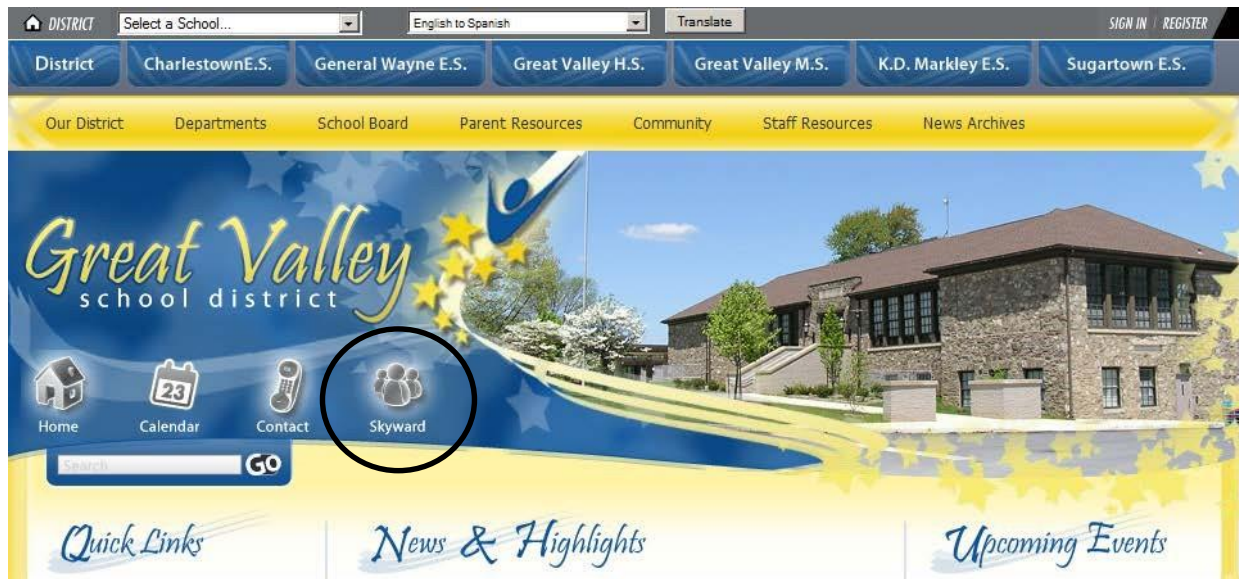 DISTRICT Select a School... English to Spanish Translate SIGN IN | REGISTER
District CharlestownE.S. General Wayne E.S. Great Valley H.S. Great Valley M.S. K.D. Markley E.S. Sugartown E.S.
Our District Departments School Board Parent Resources Community Staff Resources News Archives
Great Valley
school district
23
Home Calendar Contact Skyward
Search GO
Quick Links News & Highlights Upcoming Events